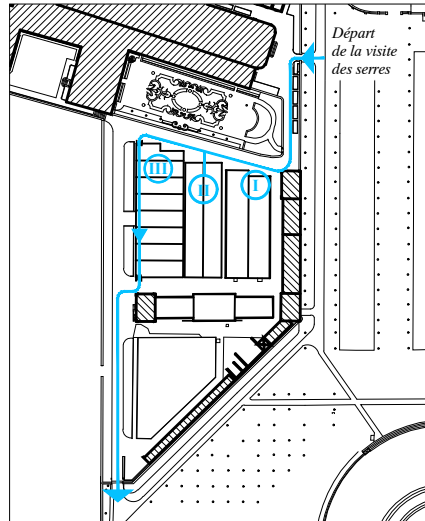 Départ
de la visite
des serres
III
II
I